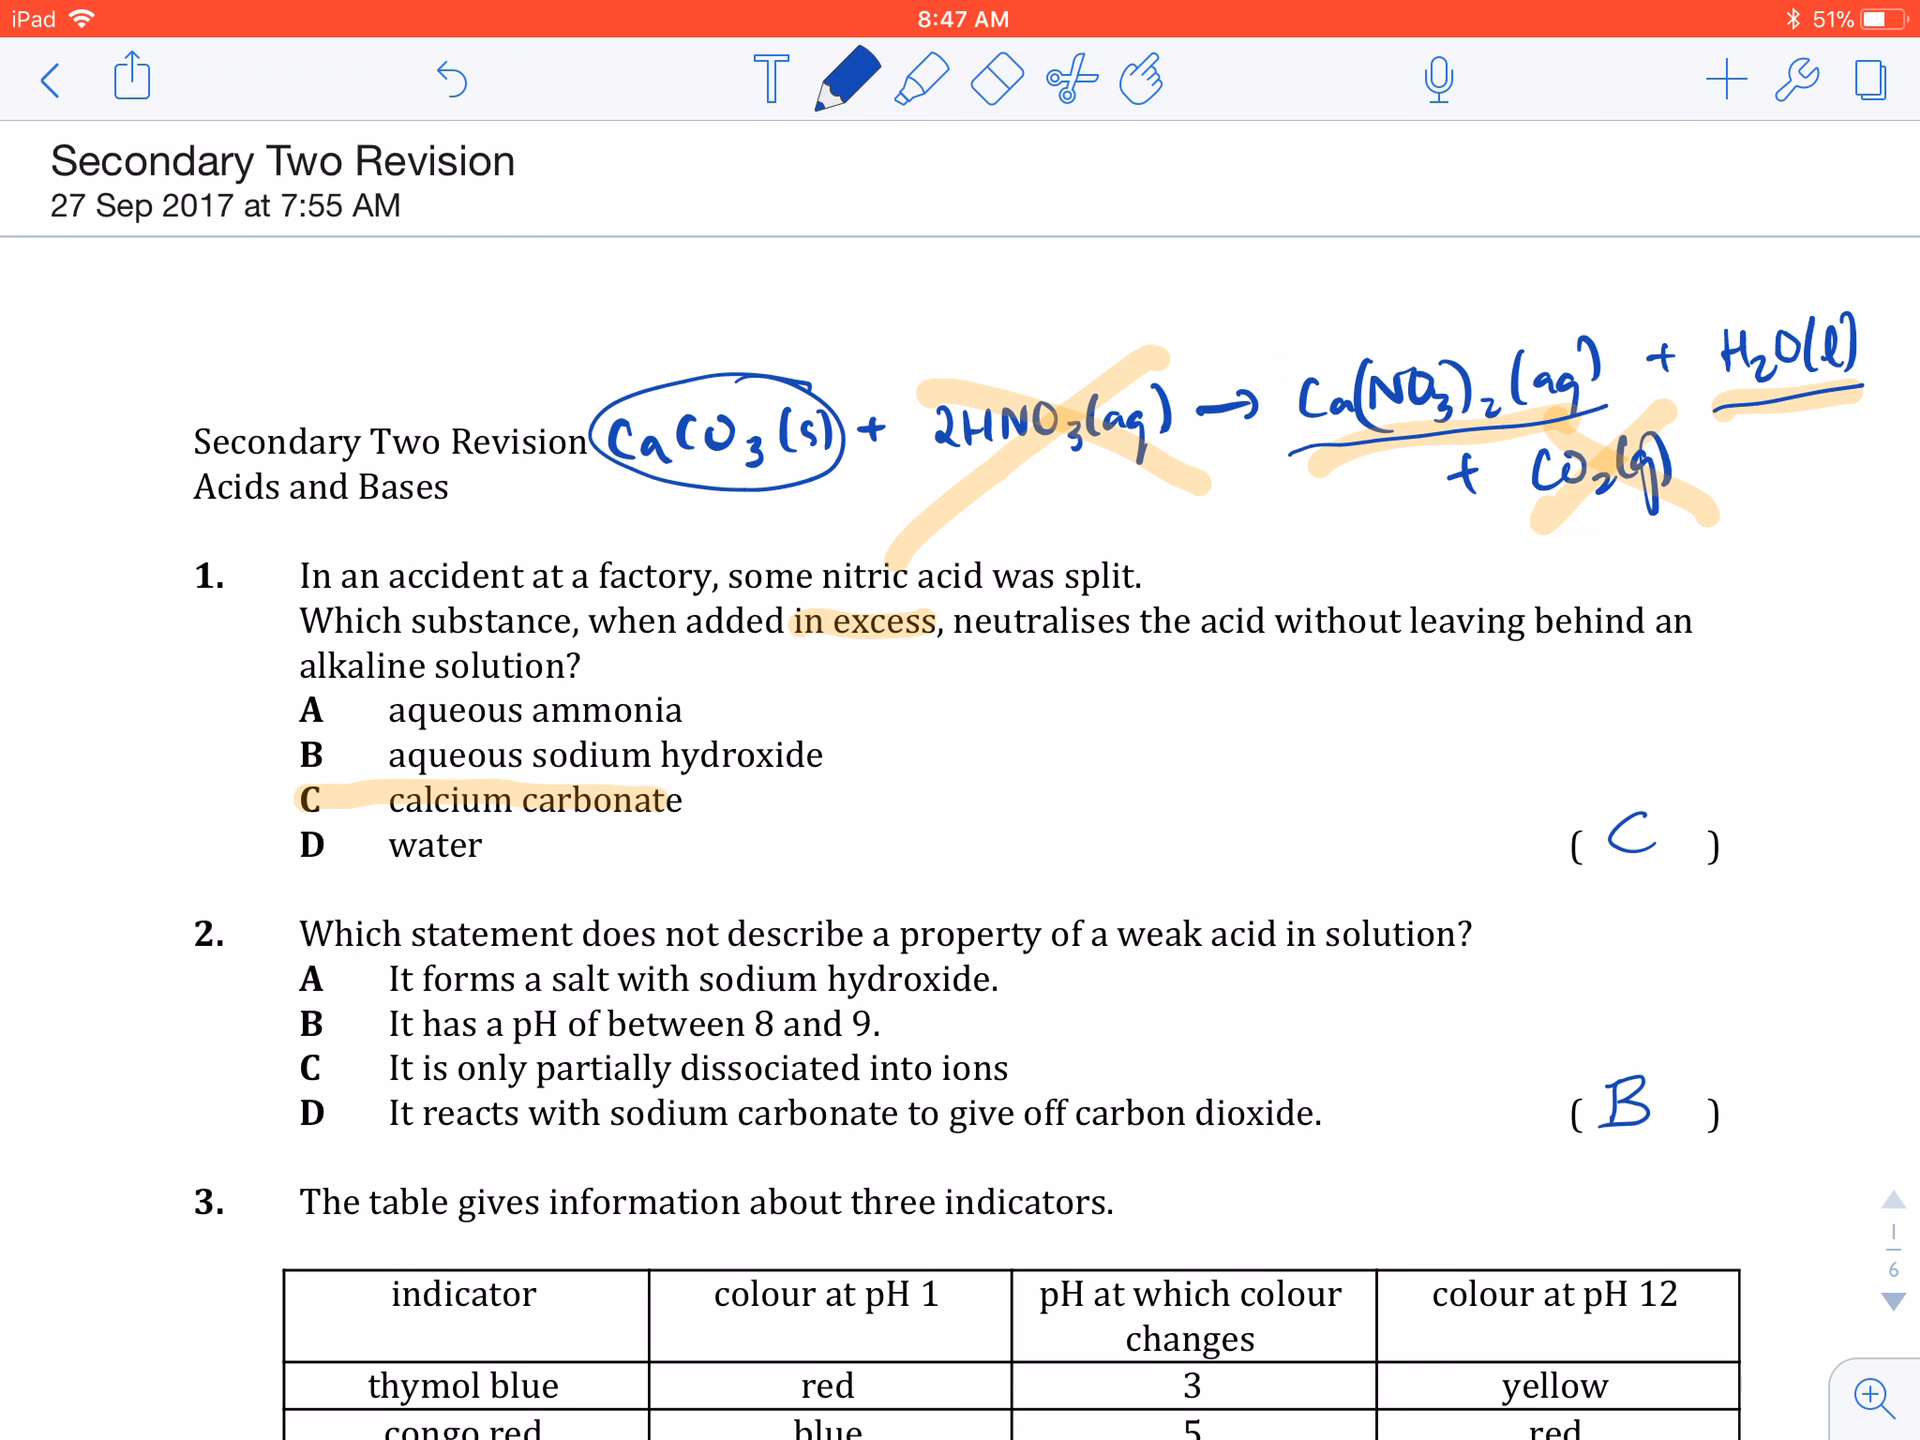 iPad 8:47 AM 51%
T
Secondary Two Revision
27 Sep 2017 at 7:55 AM
CaCO₃(s) + 2HNO₃(aq) → Ca(NO₃)₂(aq) + H₂O(l)
+ CO₂(g)
Secondary Two Revision
Acids and Bases
1. In an accident at a factory, some nitric acid was split.
Which substance, when added in excess, neutralises the acid without leaving behind an
alkaline solution?
A aqueous ammonia
B aqueous sodium hydroxide
C calcium carbonate
D water ( C )
2. Which statement does not describe a property of a weak acid in solution?
A It forms a salt with sodium hydroxide.
B It has a pH of between 8 and 9.
C It is only partially dissociated into ions
D It reacts with sodium carbonate to give off carbon dioxide. ( B )
3. The table gives information about three indicators.
indicator colour at pH 1 pH at which colour changes colour at pH 12
thymol blue red 3 yellow
congo red blue 5 red
1
6